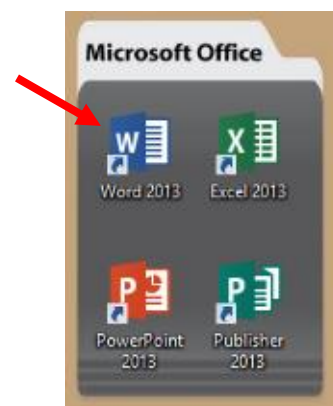 Microsoft Office
W
X
Word 2013
Excel 2013
P
P
PowerPoint
2013
Publisher
2013